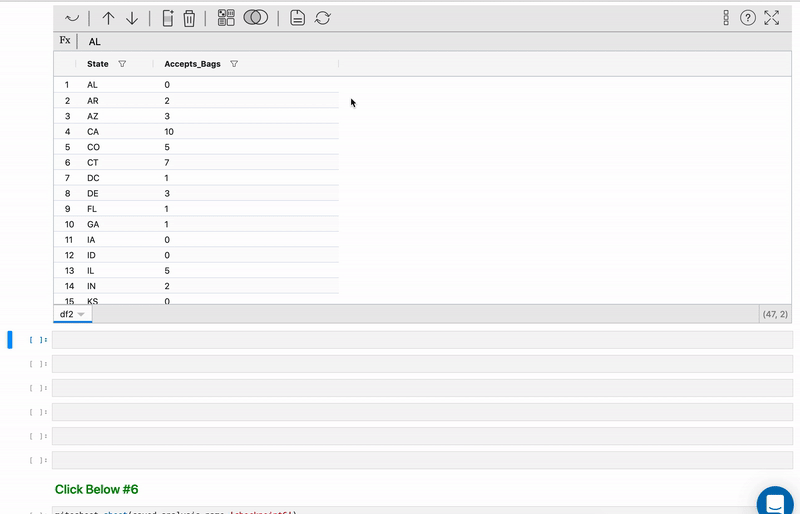 ?
Fx AL
State Accepts_Bags
1 AL 0
2 AR 2
3 AZ 3
4 CA 10
5 CO 5
6 CT 7
7 DC 1
8 DE 3
9 FL 1
10 GA 1
11 IA 0
12 ID 0
13 IL 5
14 IN 2
15 KS 0
df2 (47, 2)
[ ]:
[ ]:
[ ]:
[ ]:
[ ]:
[ ]:
Click Below #6